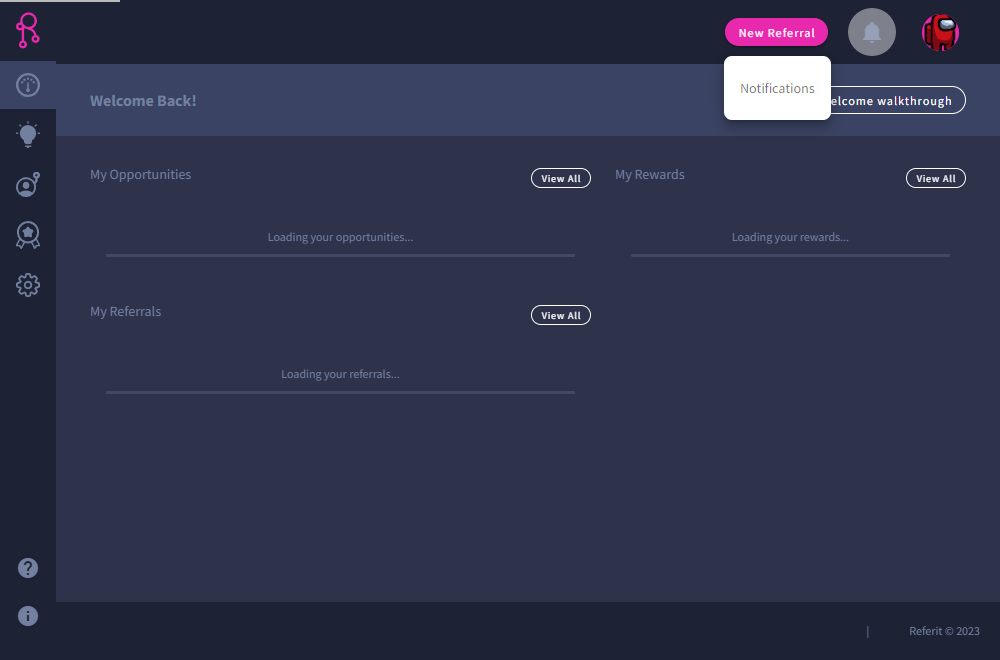 New Referral
Notifications
Welcome Back!
elcome walkthrough
My Opportunities
View All
My Rewards
View All
Loading your opportunities...
Loading your rewards...
My Referrals
View All
Loading your referrals...
| Referit © 2023